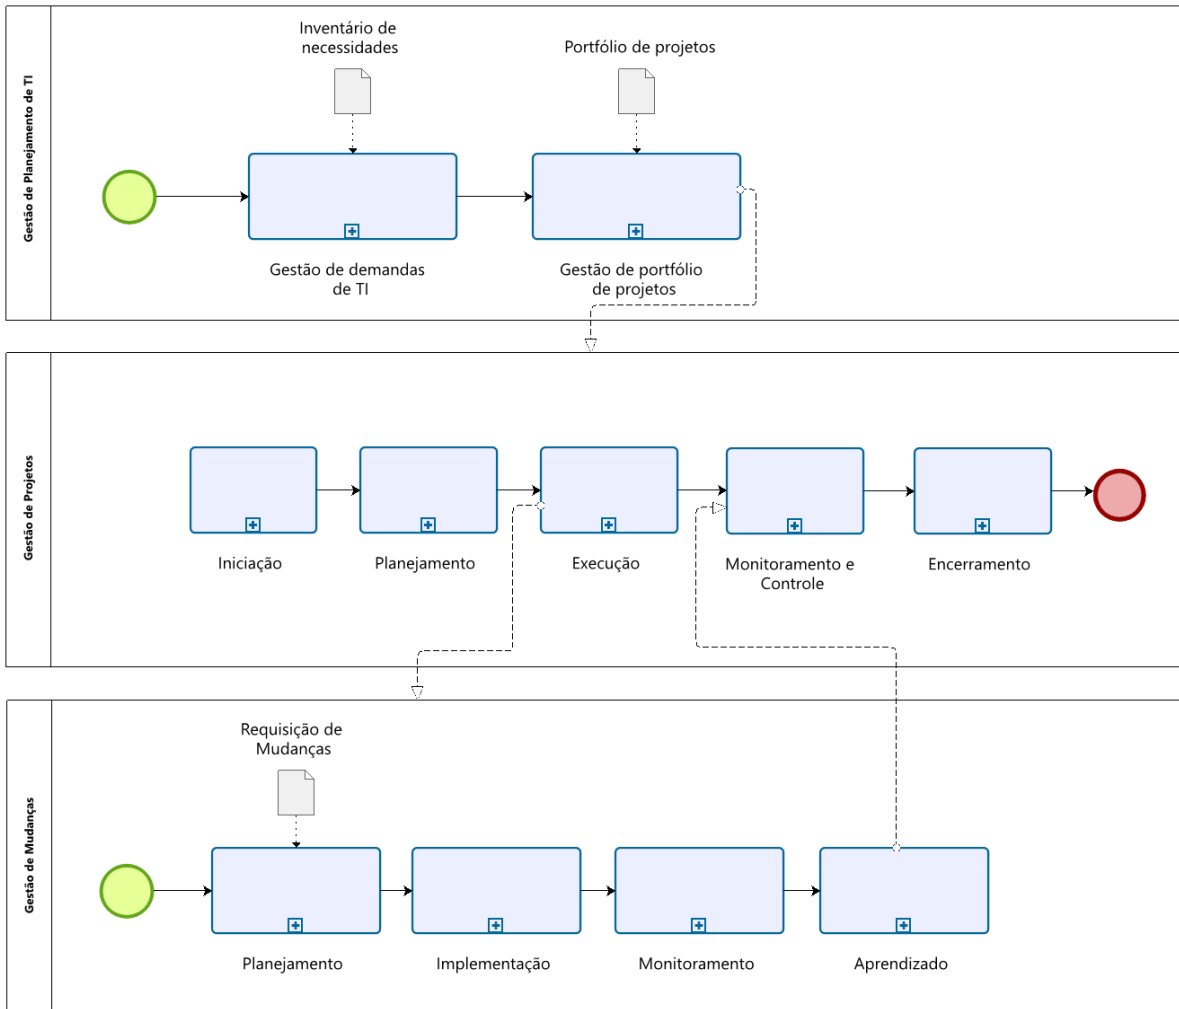 Gestão de Planejamento de TI
Inventário de
necessidades
Portfólio de projetos
Gestão de demandas
de TI
Gestão de portfólio
de projetos
Gestão de Projetos
Iniciação
Planejamento
Execução
Monitoramento e
Controle
Encerramento
Gestão de Mudanças
Requisição de
Mudanças
Planejamento
Implementação
Monitoramento
Aprendizado